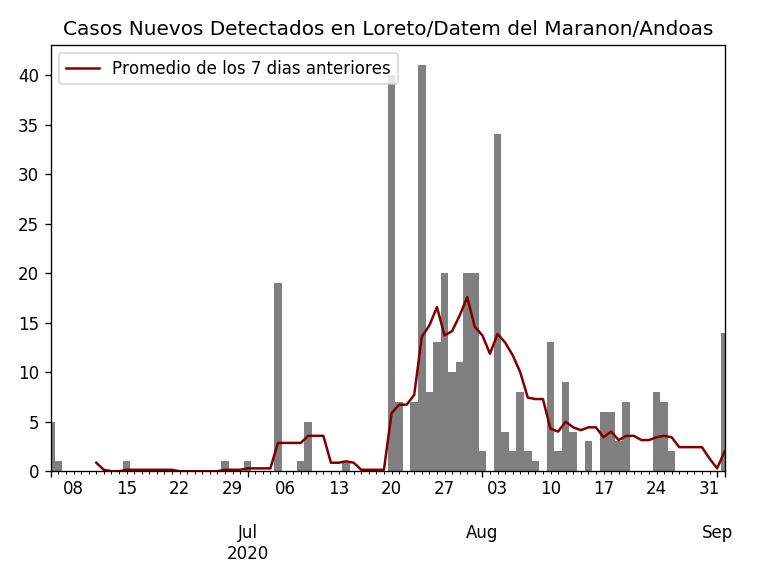 Casos Nuevos Detectados en Loreto/Datem del Maranon/Andoas
Promedio de los 7 dias anteriores
40
35
30
25
20
15
10
5
0
08 15 22 29 06 13 20 27 03 10 17 24 31
Jul Aug Sep
2020